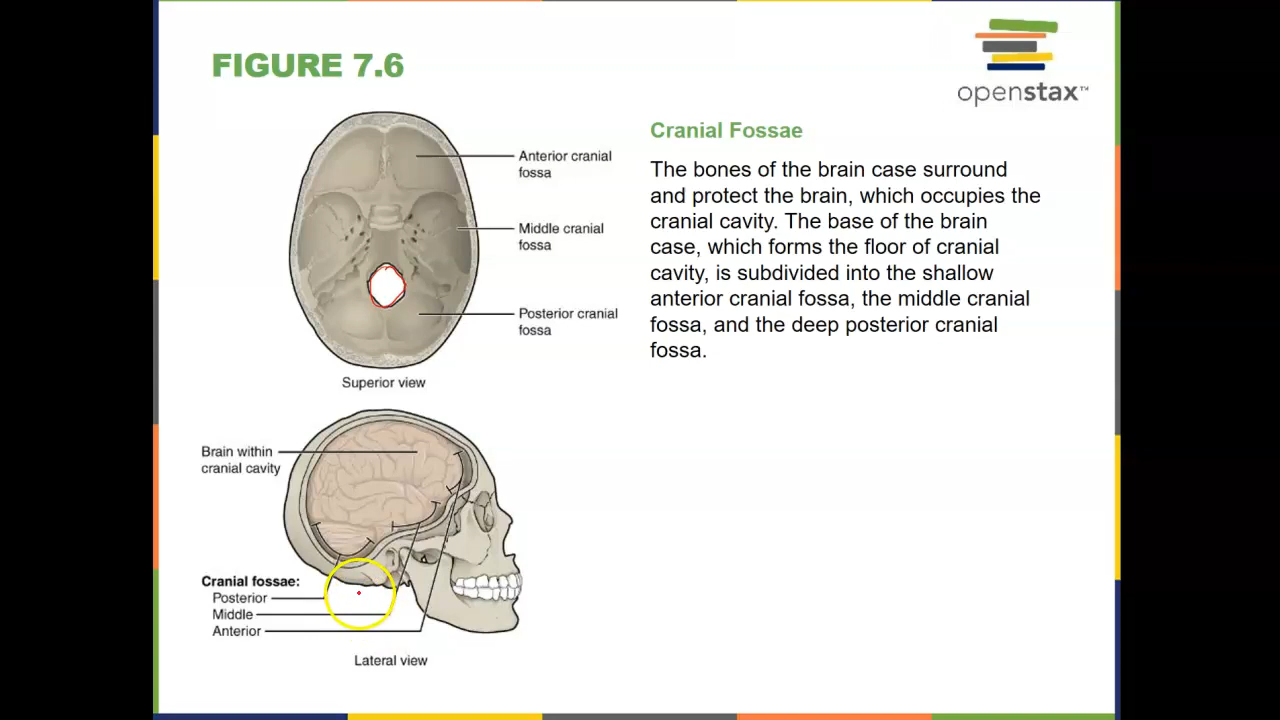 FIGURE 7.6
openstax™
Anterior cranial
fossa
Middle cranial
fossa
Posterior cranial
fossa
Superior view
Cranial Fossae
The bones of the brain case surround
and protect the brain, which occupies the
cranial cavity. The base of the brain
case, which forms the floor of cranial
cavity, is subdivided into the shallow
anterior cranial fossa, the middle cranial
fossa, and the deep posterior cranial
fossa.
Brain within
cranial cavity
Cranial fossae:
Posterior
Middle
Anterior
Lateral view